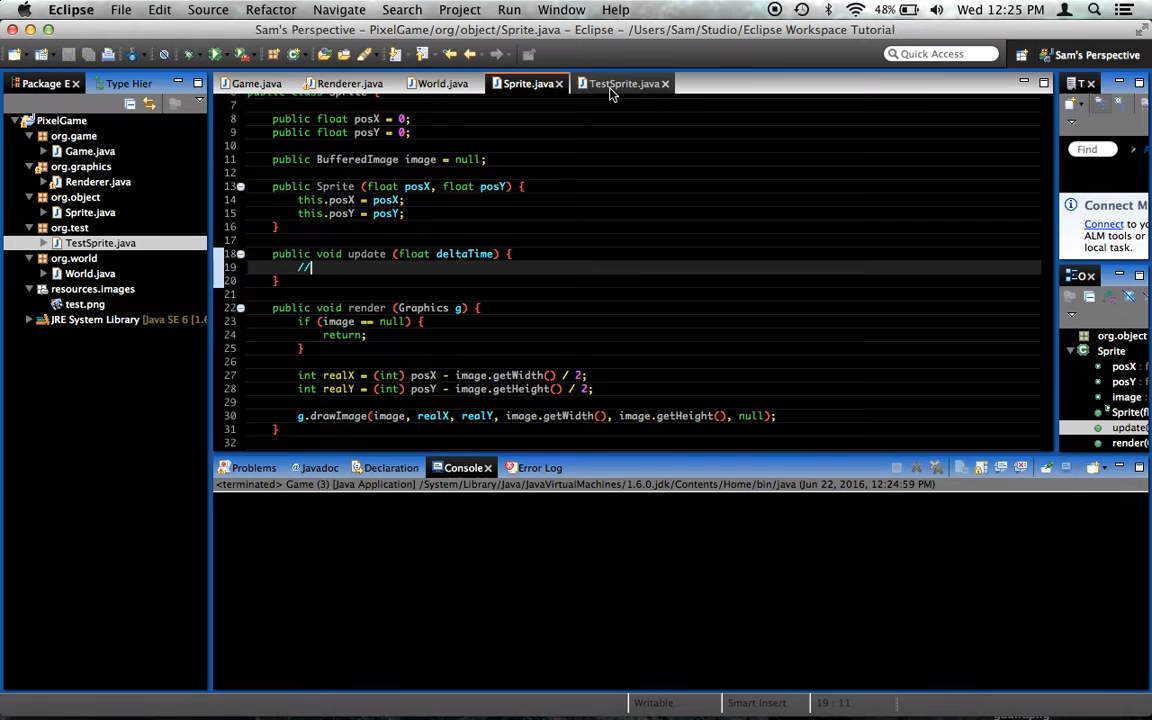 Eclipse File Edit Source Refactor Navigate Search Project Run Window Help 48% Wed 12:25 PM
Sam's Perspective - PixelGame/org/object/Sprite.java - Eclipse - /Users/Sam/Studio/Eclipse Workspace Tutorial
Quick Access Sam's Perspective
Package E Type Hier
Game.java Renderer.java World.java Sprite.java TestSprite.java
T
PixelGame
org.game
Game.java
org.graphics
Renderer.java
org.object
Sprite.java
org.test
TestSprite.java
org.world
World.java
resources.images
test.png
JRE System Library [Java SE 6 [1.6
7
8 public float posX = 0;
9 public float posY = 0;
10
11 public BufferedImage image = null;
12
13 public Sprite (float posX, float posY) {
14 this.posX = posX;
15 this.posY = posY;
16 }
17
18 public void update (float deltaTime) {
19 //
20 }
21
22 public void render (Graphics g) {
23 if (image == null) {
24 return;
25 }
26
27 int realX = (int) posX - image.getWidth() / 2;
28 int realY = (int) posY - image.getHeight() / 2;
29
30 g.drawImage(image, realX, realY, image.getWidth(), image.getHeight(), null);
31 }
32
Find
Connect M
Connect to yo
ALM tools or
local task.
O
org.object
Sprite
posX : f
posY : f
image :
Sprite(fl
update(
render(
Problems Javadoc Declaration Console Error Log
<terminated> Game (3) [Java Application] /System/Library/Java/JavaVirtualMachines/1.6.0.jdk/Contents/Home/bin/java (Jun 22, 2016, 12:24:59 PM)
Writable Smart Insert 19 : 11